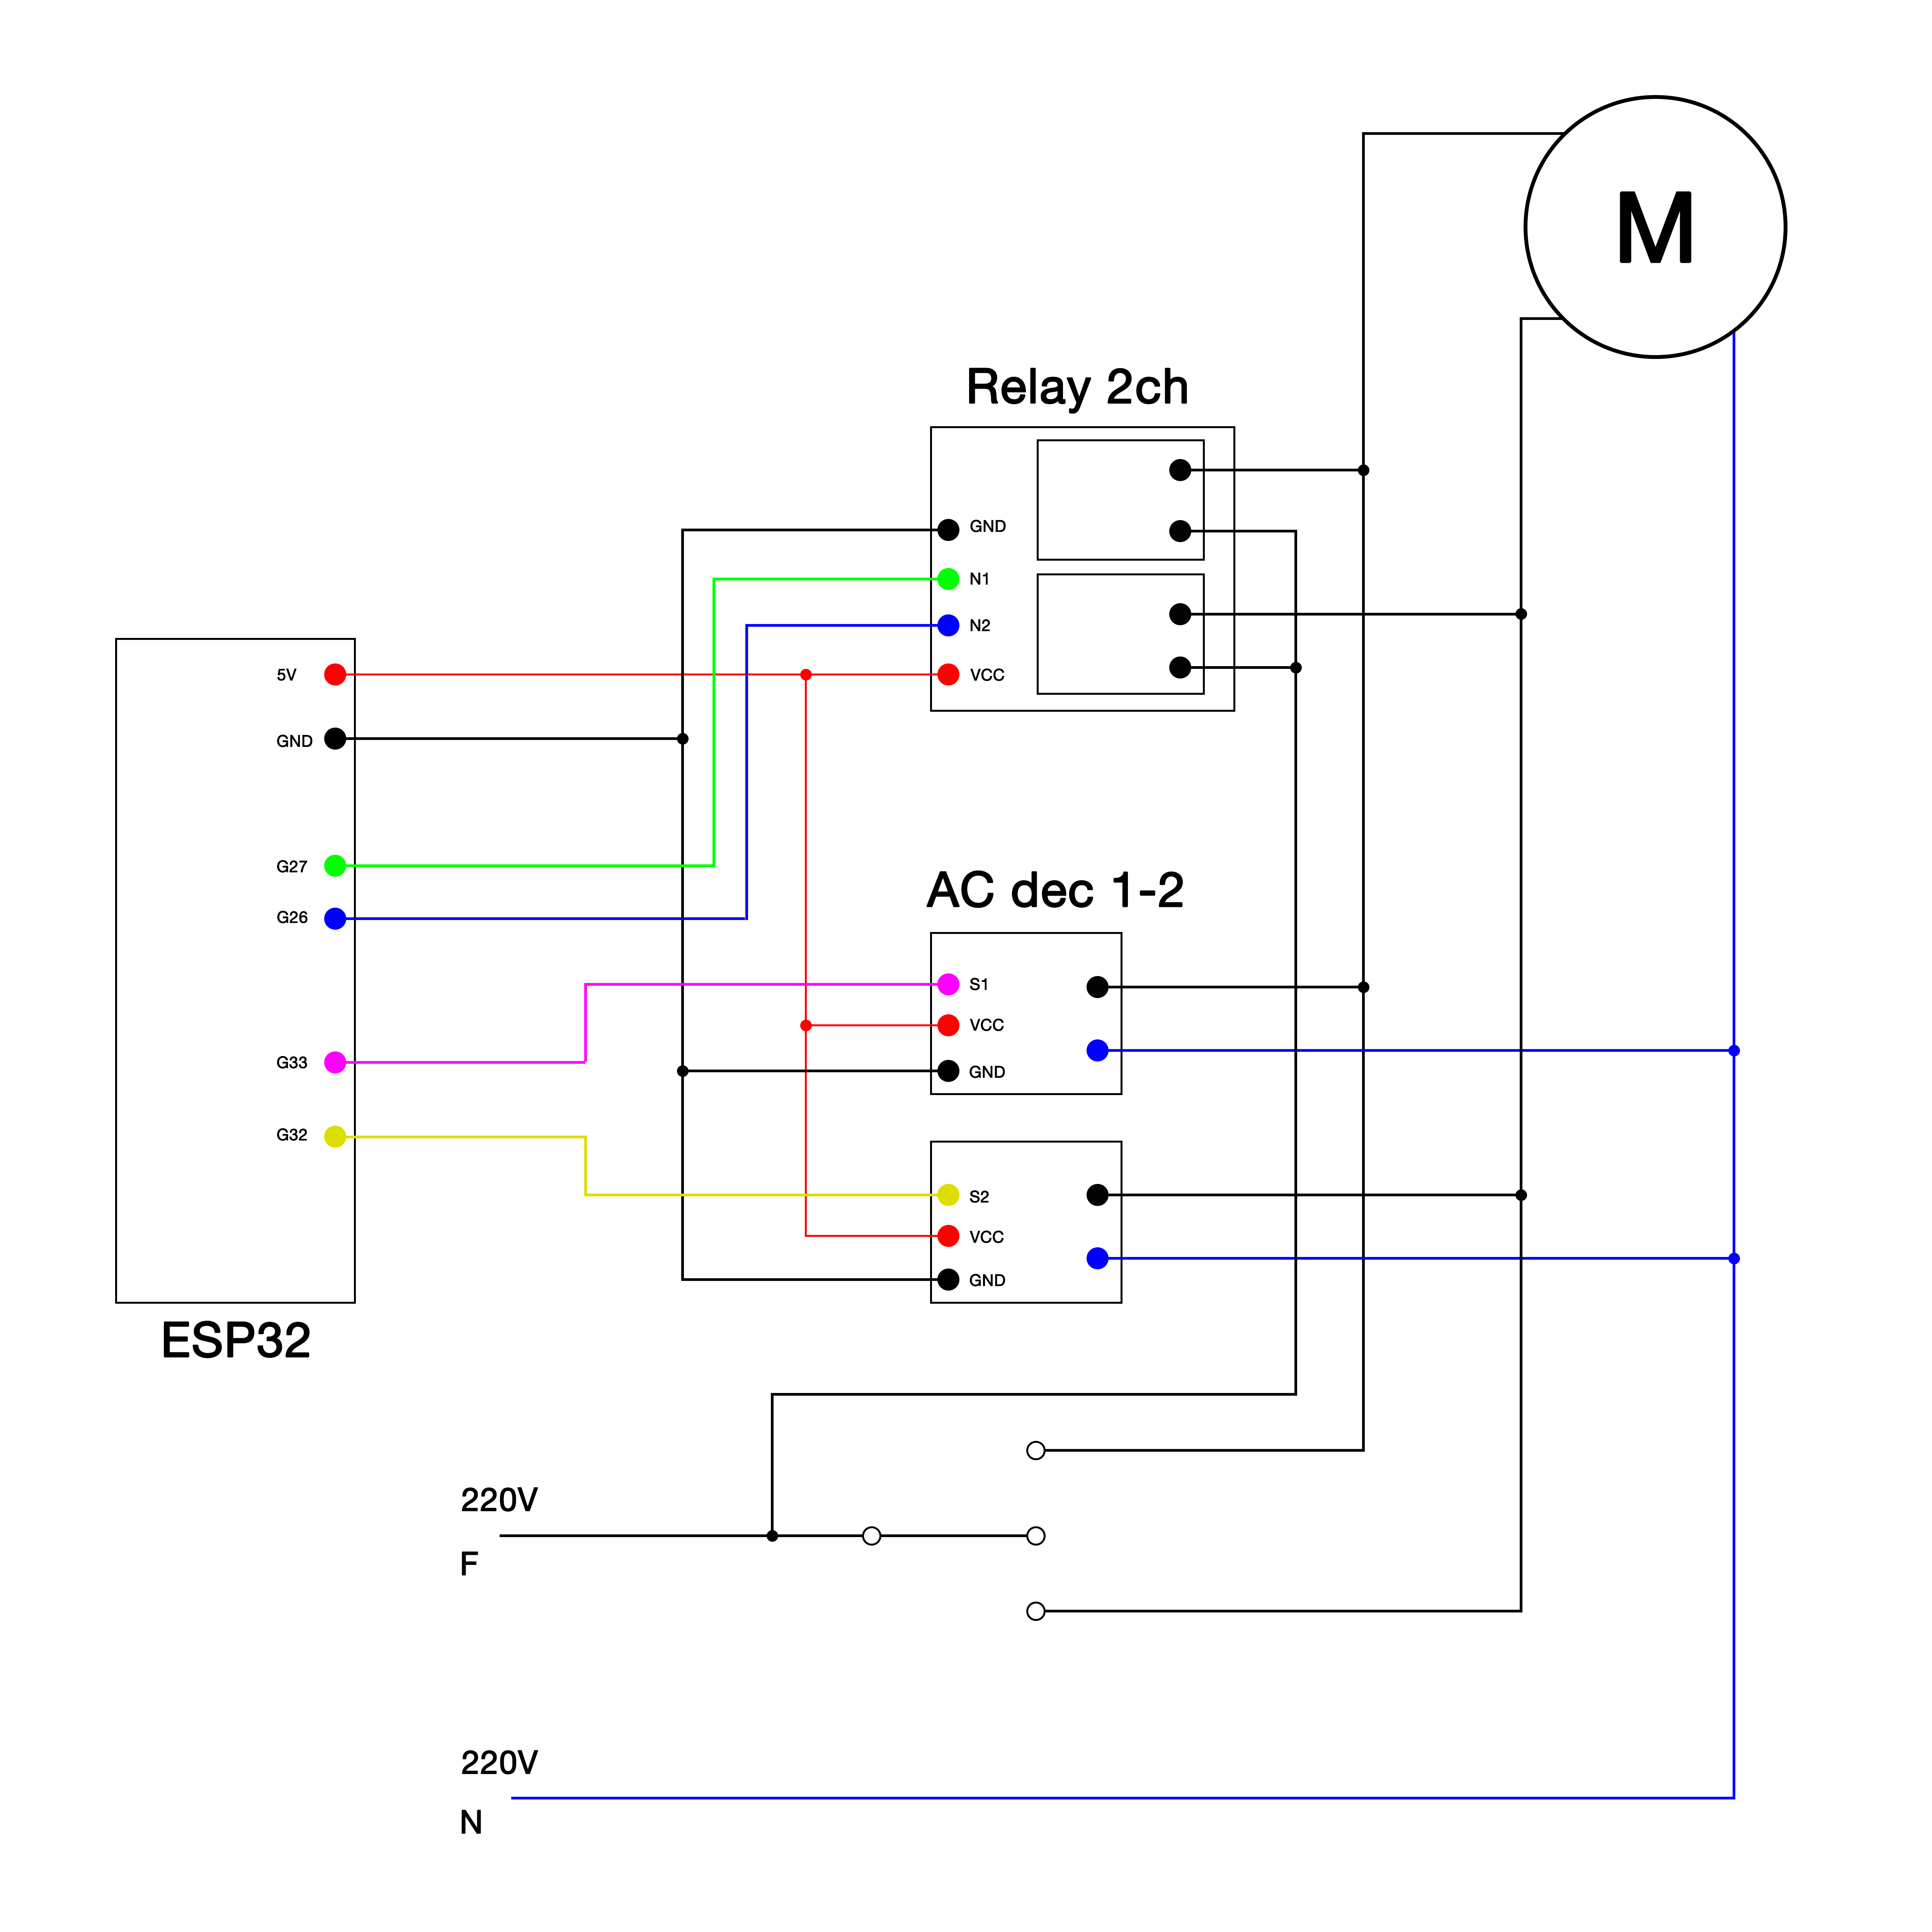 M
Relay 2ch
GND
N1
N2
VCC
5V
GND
G27
G26
G33
G32
ESP32
AC dec 1-2
S1
VCC
GND
S2
VCC
GND
220V
F
220V
N